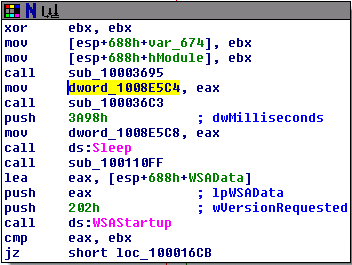 xor ebx, ebx
mov [esp+688h+var_674], ebx
mov [esp+688h+hModule], ebx
call sub_10003695
mov dword_1008E5C4, eax
call sub_100036C3
push 3A98h ; dwMilliseconds
mov dword_1008E5C8, eax
call ds:Sleep
call sub_100110FF
lea eax, [esp+688h+WSAData]
push eax ; lpWSAData
push 202h ; wVersionRequested
call ds:WSAStartup
cmp eax, ebx
jz short loc_100016CB